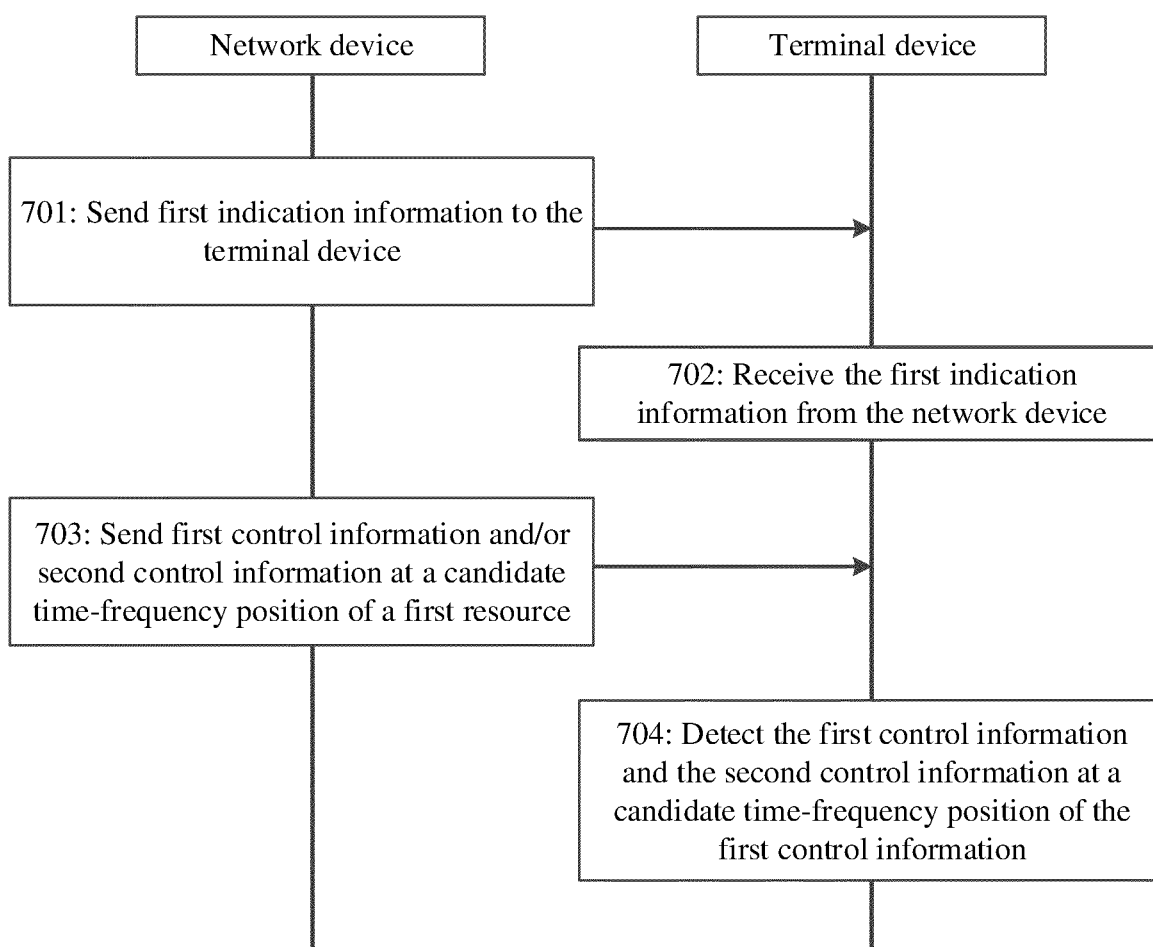 Network device
Terminal device
701: Send first indication information to the
terminal device
702: Receive the first indication
information from the network device
703: Send first control information and/or
second control information at a candidate
time-frequency position of a first resource
704: Detect the first control information
and the second control information at a
candidate time-frequency position of the
first control information